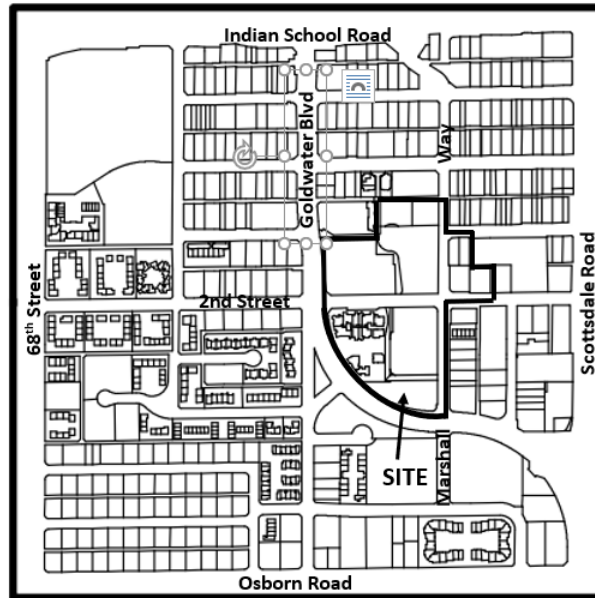 Indian School Road
Goldwater Blvd
Way
68th Street
2nd Street
Scottsdale Road
SITE
Marshall
Osborn Road